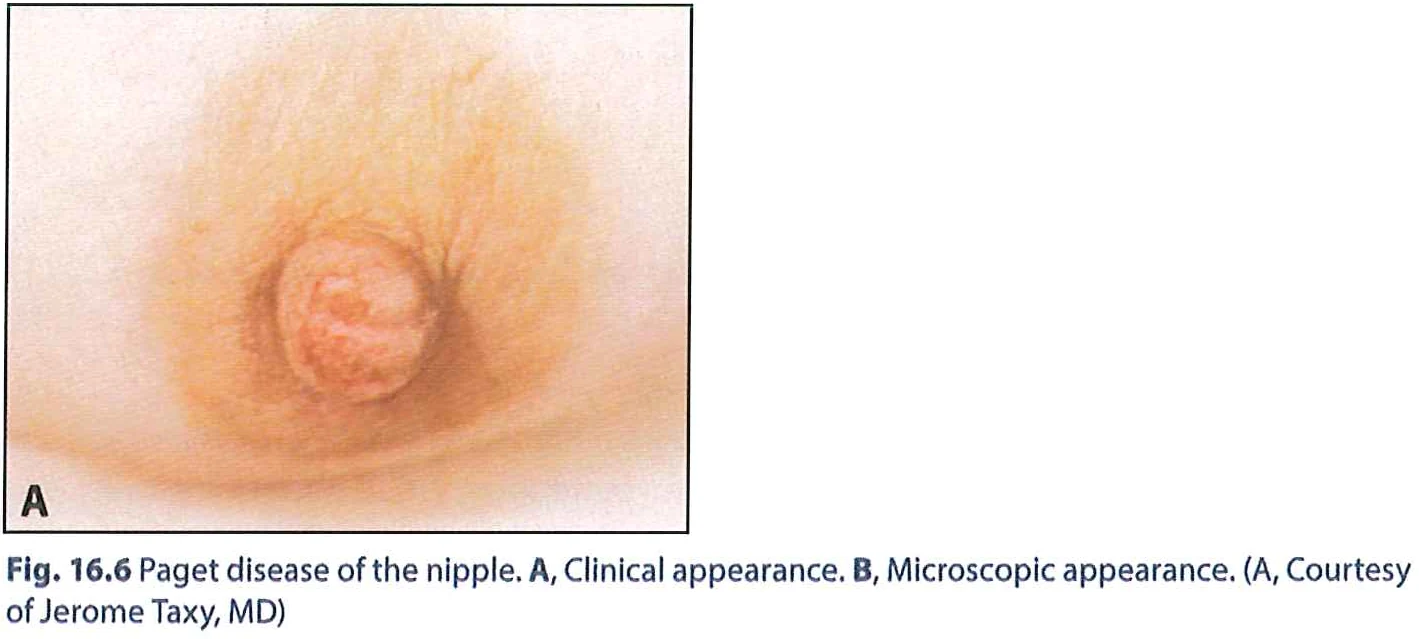 A
Fig. 16.6 Paget disease of the nipple. A, Clinical appearance. B, Microscopic appearance. (A, Courtesy
of Jerome Taxy, MD)